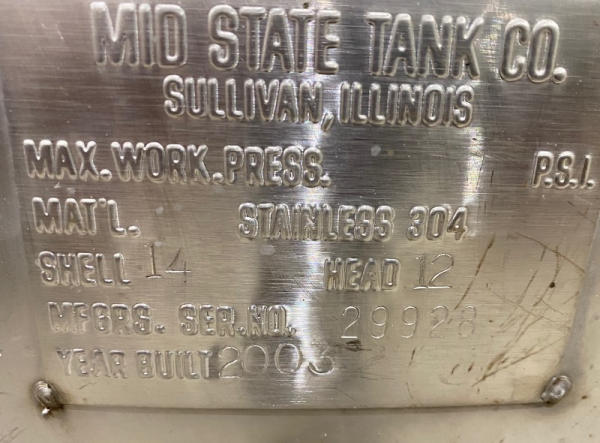 MID STATE TANK CO.
SULLIVAN, ILLINOIS
MAX. WORK. PRESS. P.S.I.
MAT'L. STAINLESS 304
SHELL 14 HEAD 12
MFGRS. SER. NO. 29928
YEAR BUILT 2003